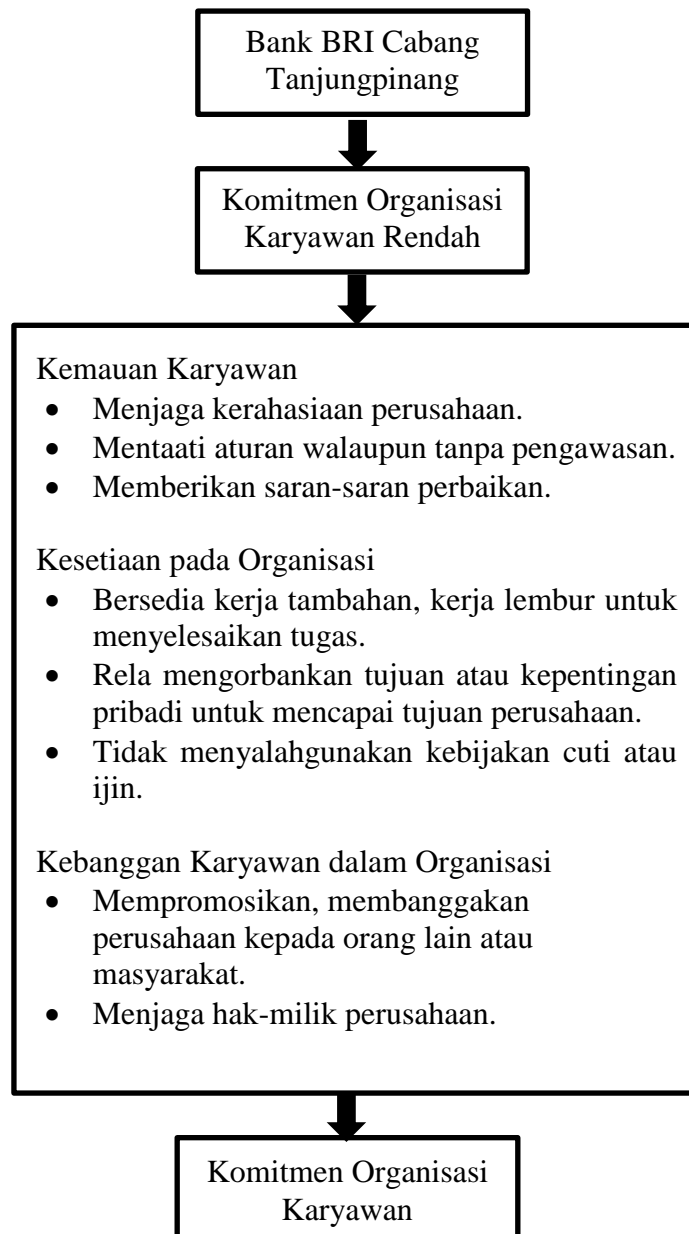 Bank BRI Cabang
Tanjungpinang
Komitmen Organisasi
Karyawan Rendah
Kemauan Karyawan
• Menjaga kerahasiaan perusahaan.
• Mentaati aturan walaupun tanpa pengawasan.
• Memberikan saran-saran perbaikan.
Kesetiaan pada Organisasi
• Bersedia kerja tambahan, kerja lembur untuk
menyelesaikan tugas.
• Rela mengorbankan tujuan atau kepentingan
pribadi untuk mencapai tujuan perusahaan.
• Tidak menyalahgunakan kebijakan cuti atau
ijin.
Kebanggan Karyawan dalam Organisasi
• Mempromosikan, membanggakan
perusahaan kepada orang lain atau
masyarakat.
• Menjaga hak-milik perusahaan.
Komitmen Organisasi
Karyawan